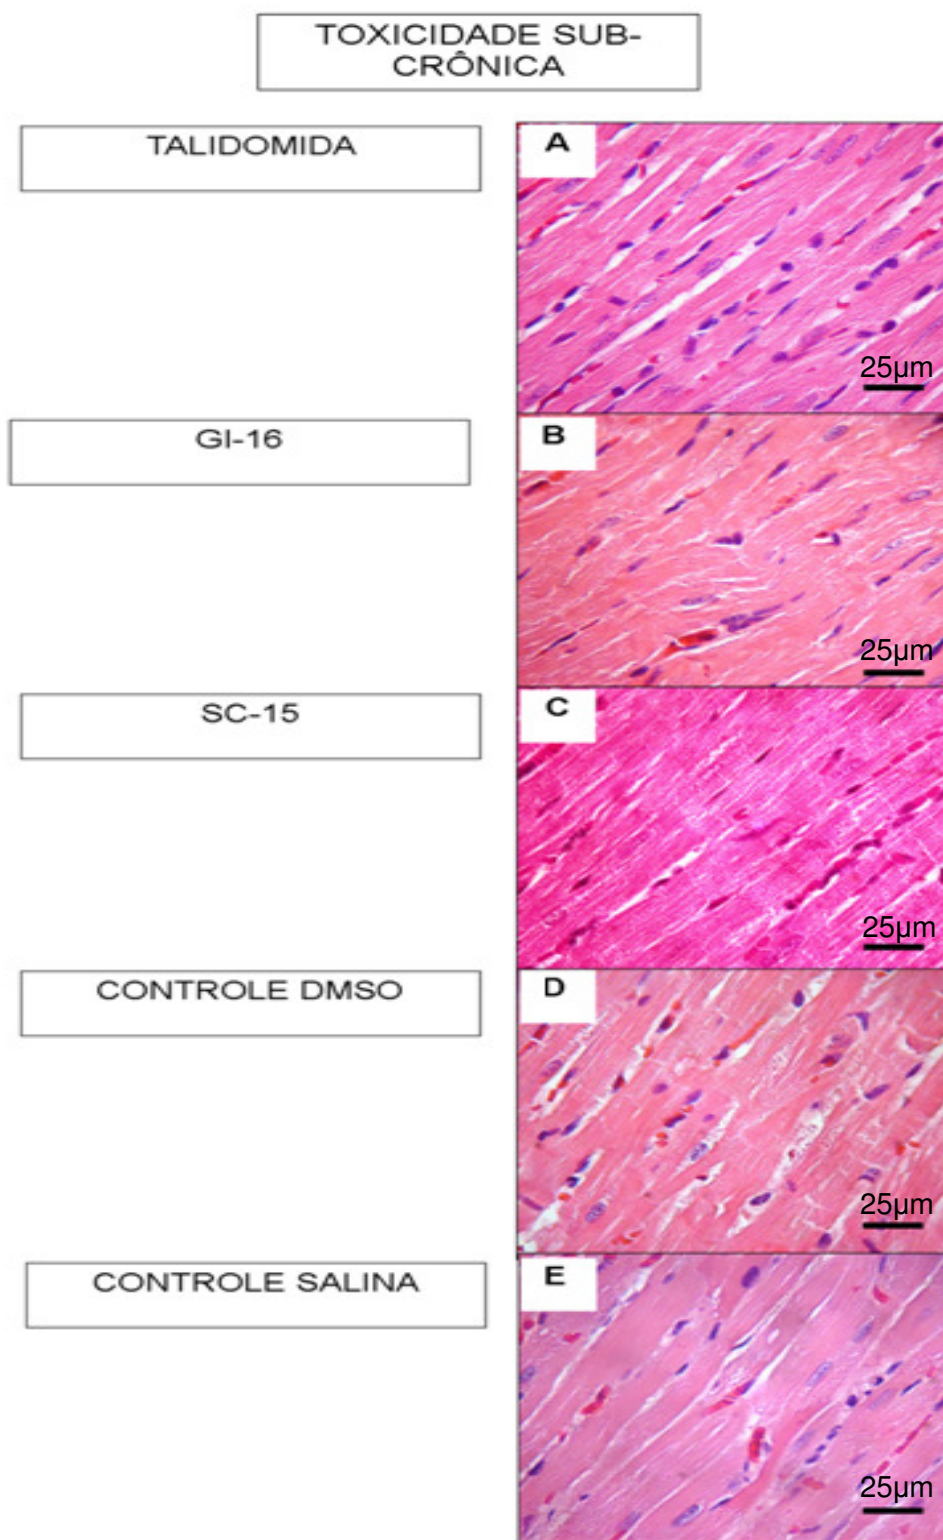 TOXICIDADE SUB-
CRÔNICA
TALIDOMIDA
A
25µm
GI-16
B
25µm
SC-15
C
25µm
CONTROLE DMSO
D
25µm
CONTROLE SALINA
E
25µm